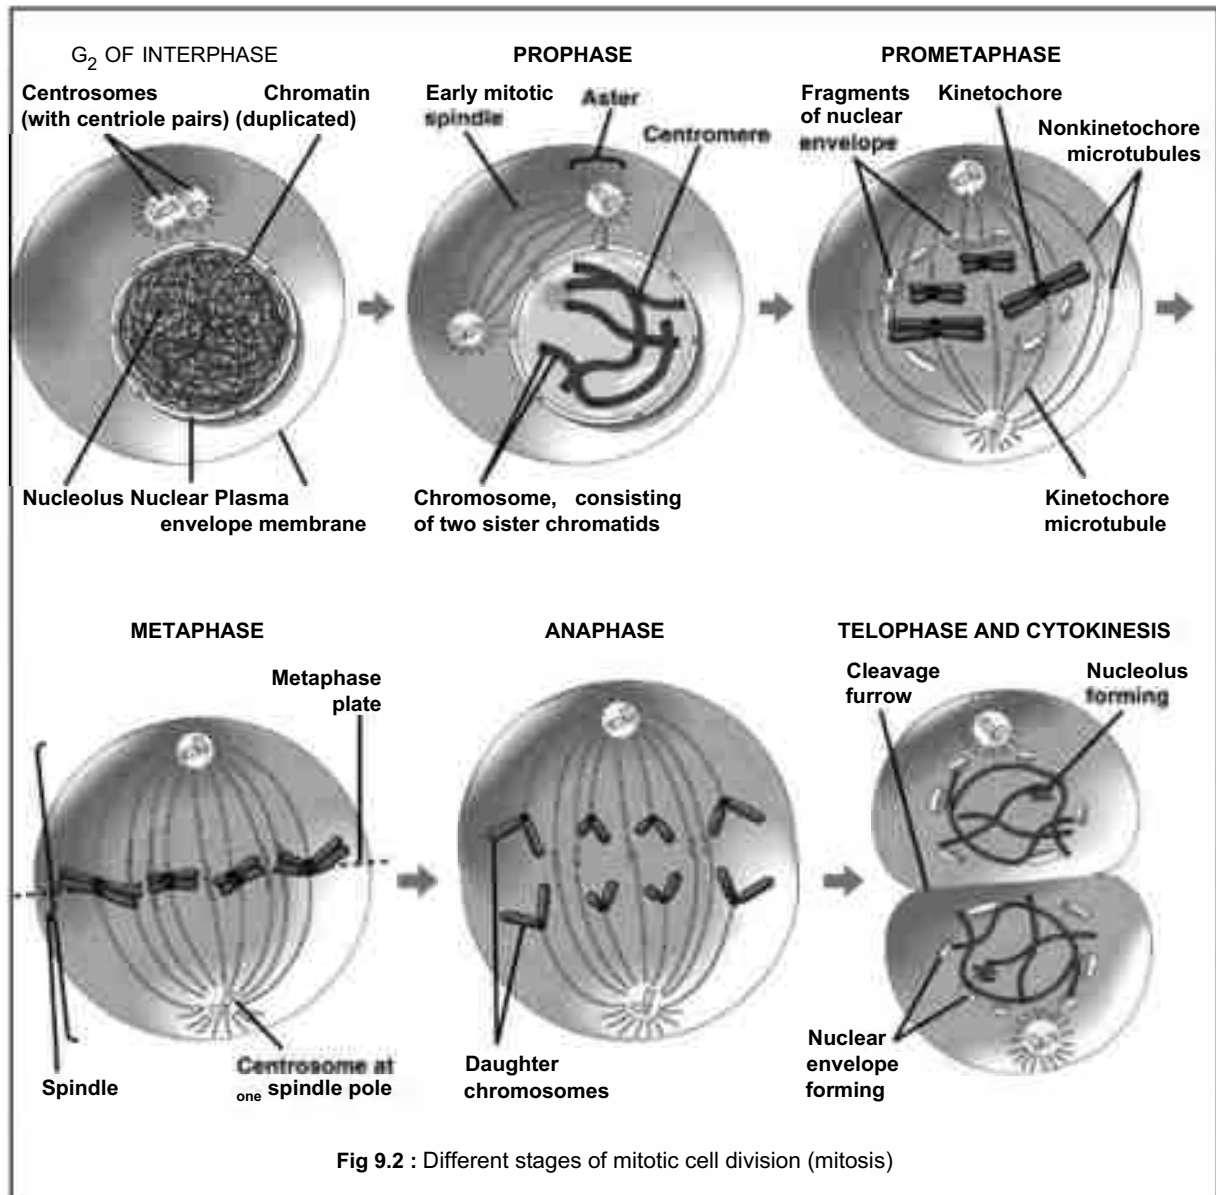 G2 OF INTERPHASE
Centrosomes
(with centriole pairs)
Chromatin
(duplicated)
Nucleolus
Nuclear
envelope
Plasma
membrane
PROPHASE
Early mitotic
spindle
Aster
Centromere
Chromosome, consisting
of two sister chromatids
PROMETAPHASE
Fragments
of nuclear
envelope
Kinetochore
Nonkinetochore
microtubules
Kinetochore
microtubule
METAPHASE
Metaphase
plate
Spindle
Centrosome at
one spindle pole
ANAPHASE
Daughter
chromosomes
TELOPHASE AND CYTOKINESIS
Cleavage
furrow
Nucleolus
forming
Nuclear
envelope
forming
Fig 9.2 : Different stages of mitotic cell division (mitosis)